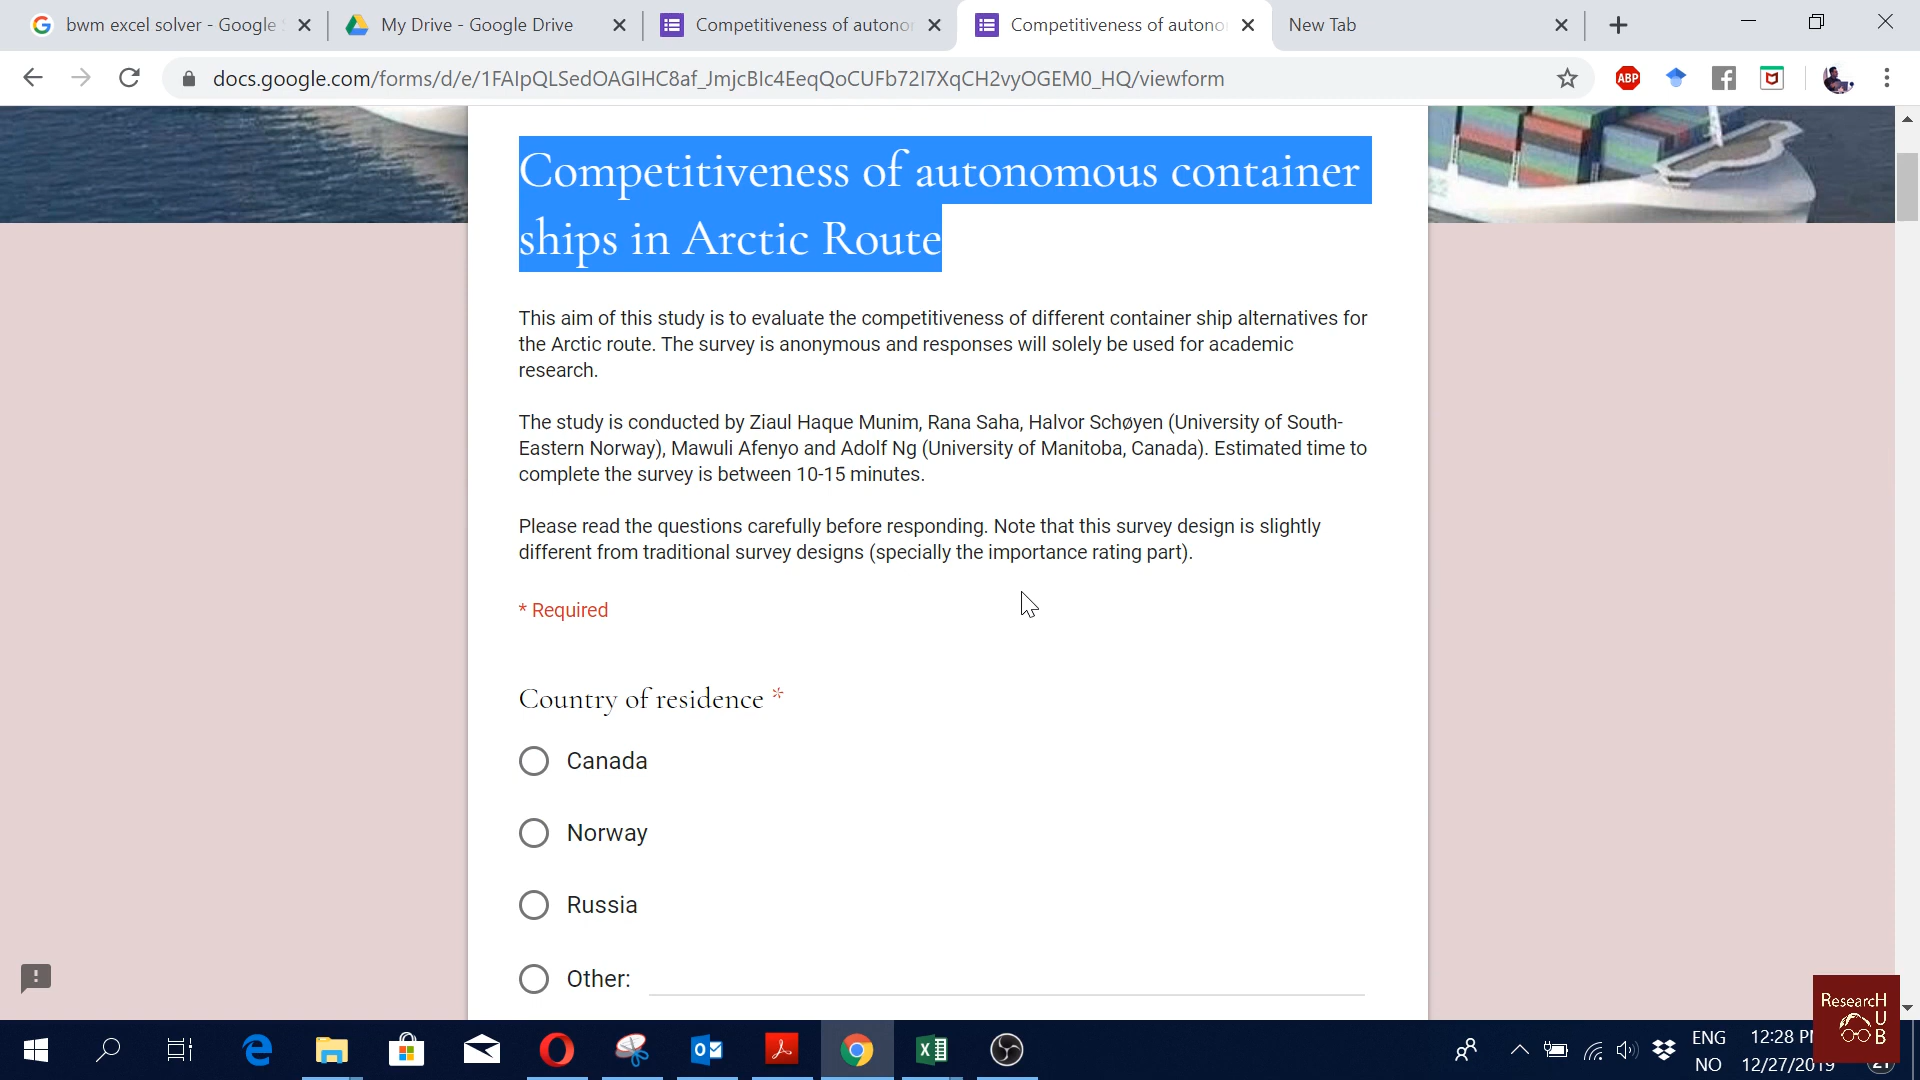 bwm excel solver - Google
My Drive - Google Drive
Competitiveness of autono
Competitiveness of autono
New Tab
docs.google.com/forms/d/e/1FAIpQLSedOAGIHC8af_JmjcBIc4EeqQoCUFb72I7XqCH2vyOGEM0_HQ/viewform
ABP
Competitiveness of autonomous container
ships in Arctic Route
This aim of this study is to evaluate the competitiveness of different container ship alternatives for
the Arctic route. The survey is anonymous and responses will solely be used for academic
research.
The study is conducted by Ziaul Haque Munim, Rana Saha, Halvor Schøyen (University of South-
Eastern Norway), Mawuli Afenyo and Adolf Ng (University of Manitoba, Canada). Estimated time to
complete the survey is between 10-15 minutes.
Please read the questions carefully before responding. Note that this survey design is slightly
different from traditional survey designs (specially the importance rating part).
* Required
Country of residence *
Canada
Norway
Russia
Other:
ResearcH
U
B
ENG
NO
12:28 P
12/27/2019
21